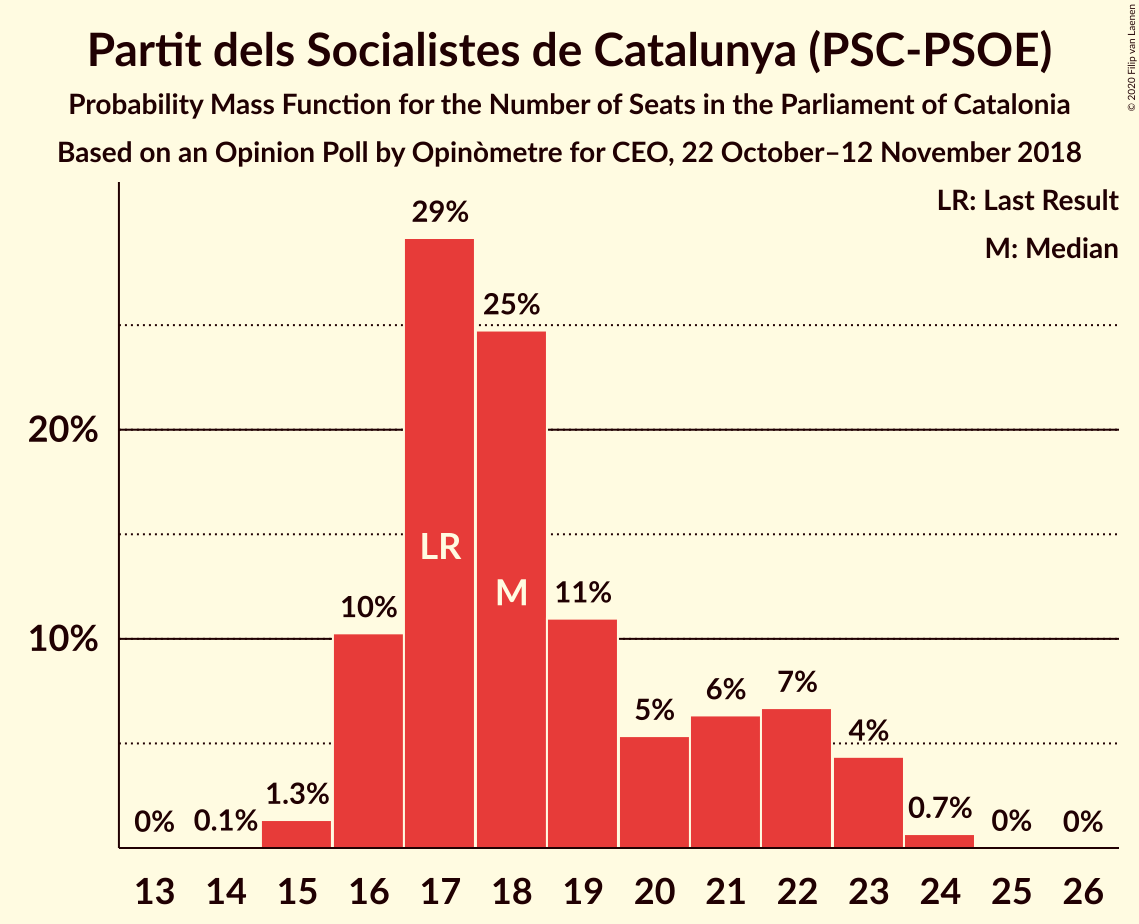 Partit dels Socialistes de Catalunya (PSC-PSOE)
Probability Mass Function for the Number of Seats in the Parliament of Catalonia
Based on an Opinion Poll by Opinòmetre for CEO, 22 October–12 November 2018
© 2020 Filip van Laenen
LR: Last Result
M: Median
29%
25%
20%
LR
M
11%
10%
10%
7%
6%
5%
4%
1.3%
0.7%
0%
0.1%
0%
0%
13 14 15 16 17 18 19 20 21 22 23 24 25 26